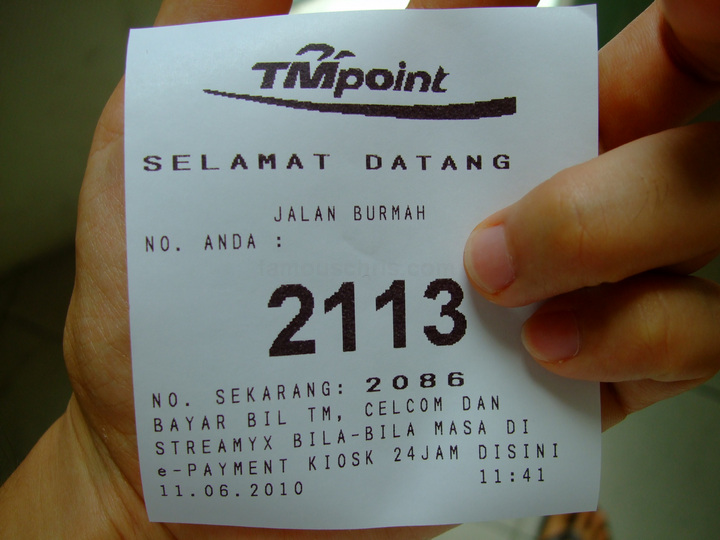 TMpoint
SELAMAT DATANG
JALAN BURMAH
NO. ANDA :
2113
NO. SEKARANG: 2086
BAYAR BIL TM, CELCOM DAN
STREAMYX BILA-BILA MASA DI
e-PAYMENT KIOSK 24JAM DISINI
11.06.2010 11:41